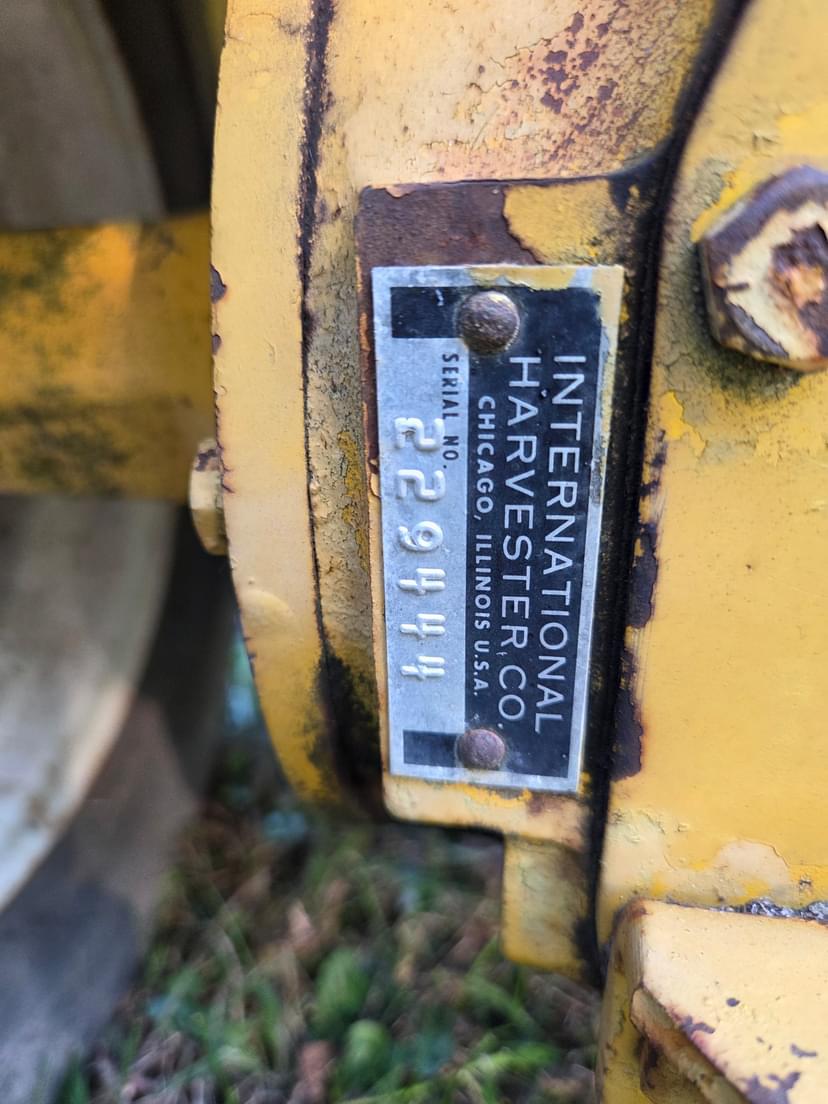 INTERNATIONAL
HARVESTER CO.
CHICAGO, ILLINOIS U.S.A.
SERIAL NO.
229444